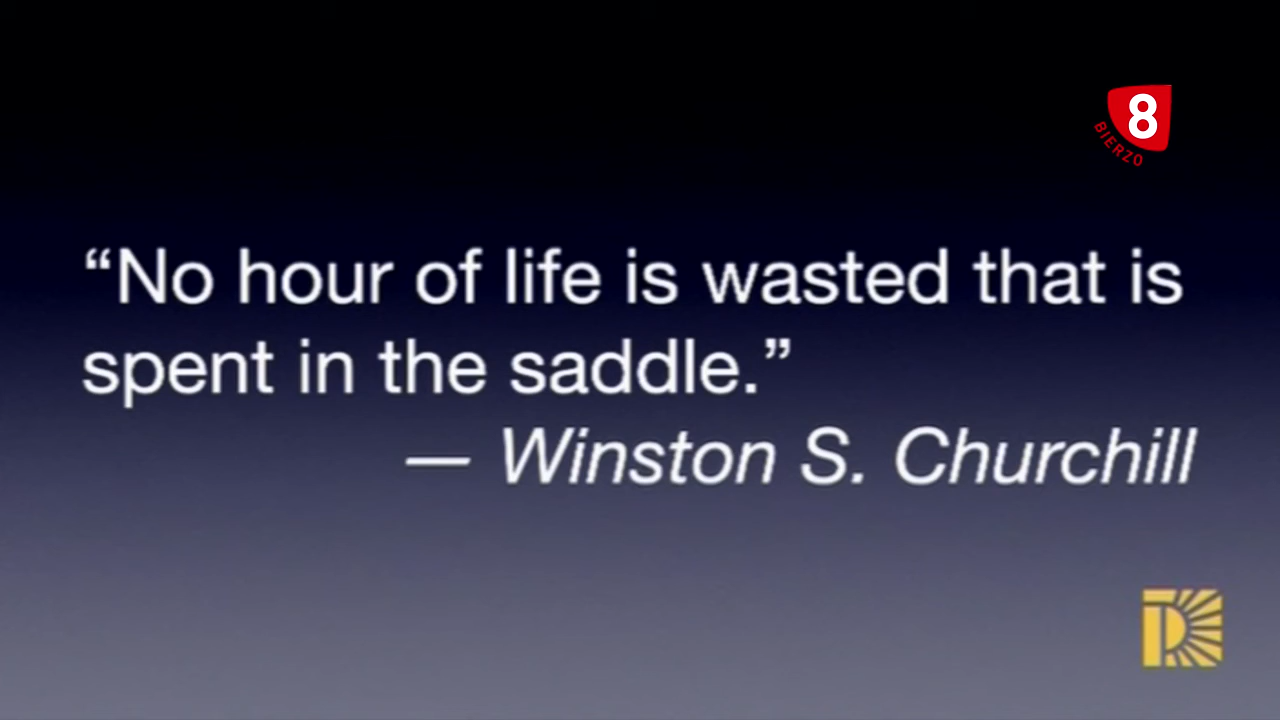 8
BIERZO
“No hour of life is wasted that is
spent in the saddle.”
— Winston S. Churchill